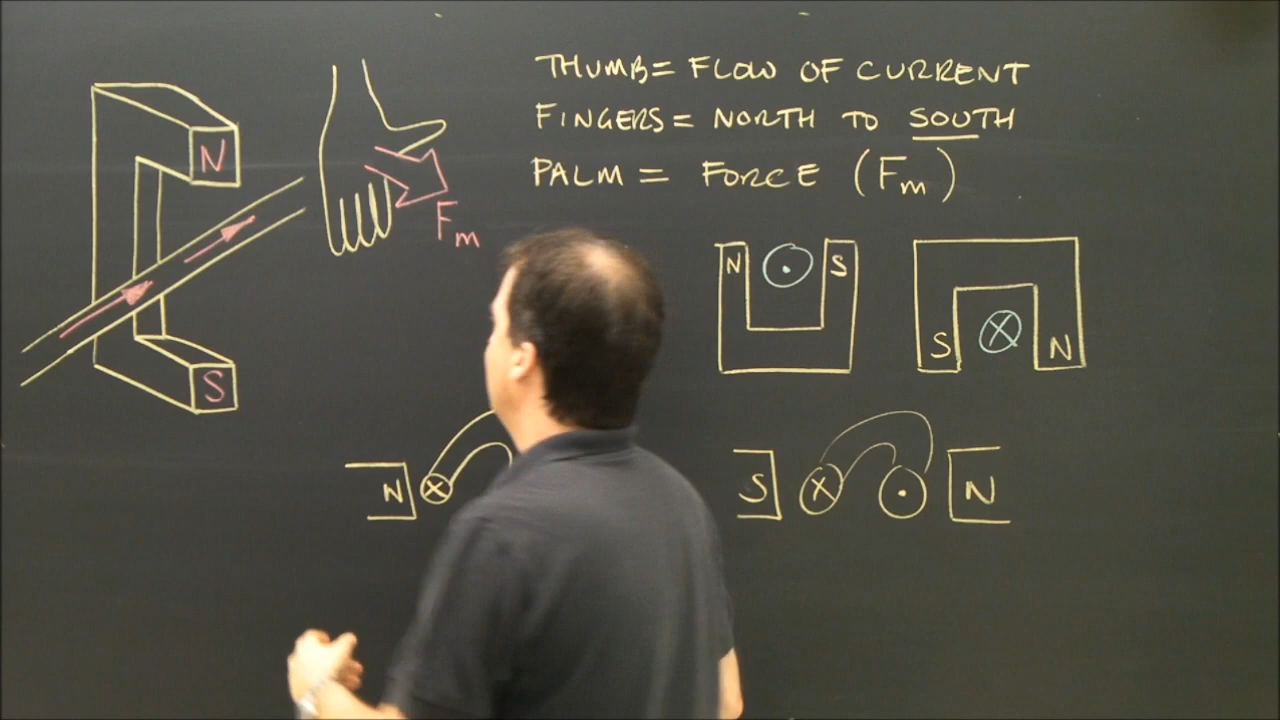 THUMB = FLOW OF CURRENT
FINGERS = NORTH TO SOUTH
PALM = FORCE (Fm)
N
Fm
S
N S
S N
N X
S X N